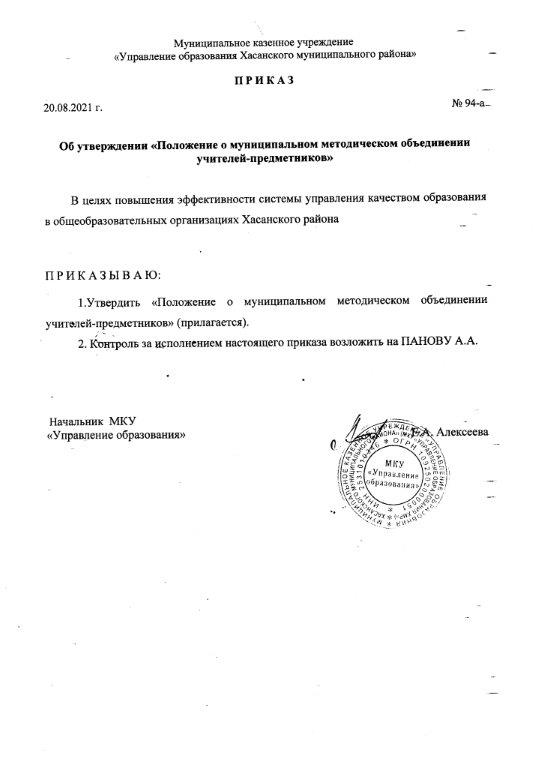 Муниципальное казенное учреждение
«Управление образования Хасанского муниципального района»
П Р И К А З
20.08.2021 г.
№ 94-а
Об утверждении «Положение о муниципальном методическом объединении
учителей-предметников»
В целях повышения эффективности системы управления качеством образования
в общеобразовательных организациях Хасанского района
П Р И К А З Ы В А Ю:
1.Утвердить «Положение о муниципальном методическом объединении
учителей-предметников» (прилагается).
2. Контроль за исполнением настоящего приказа возложить на ПАНОВУ А.А.
Начальник МКУ
«Управление образования»
Алексеева
МКУ
«Управление
образования»